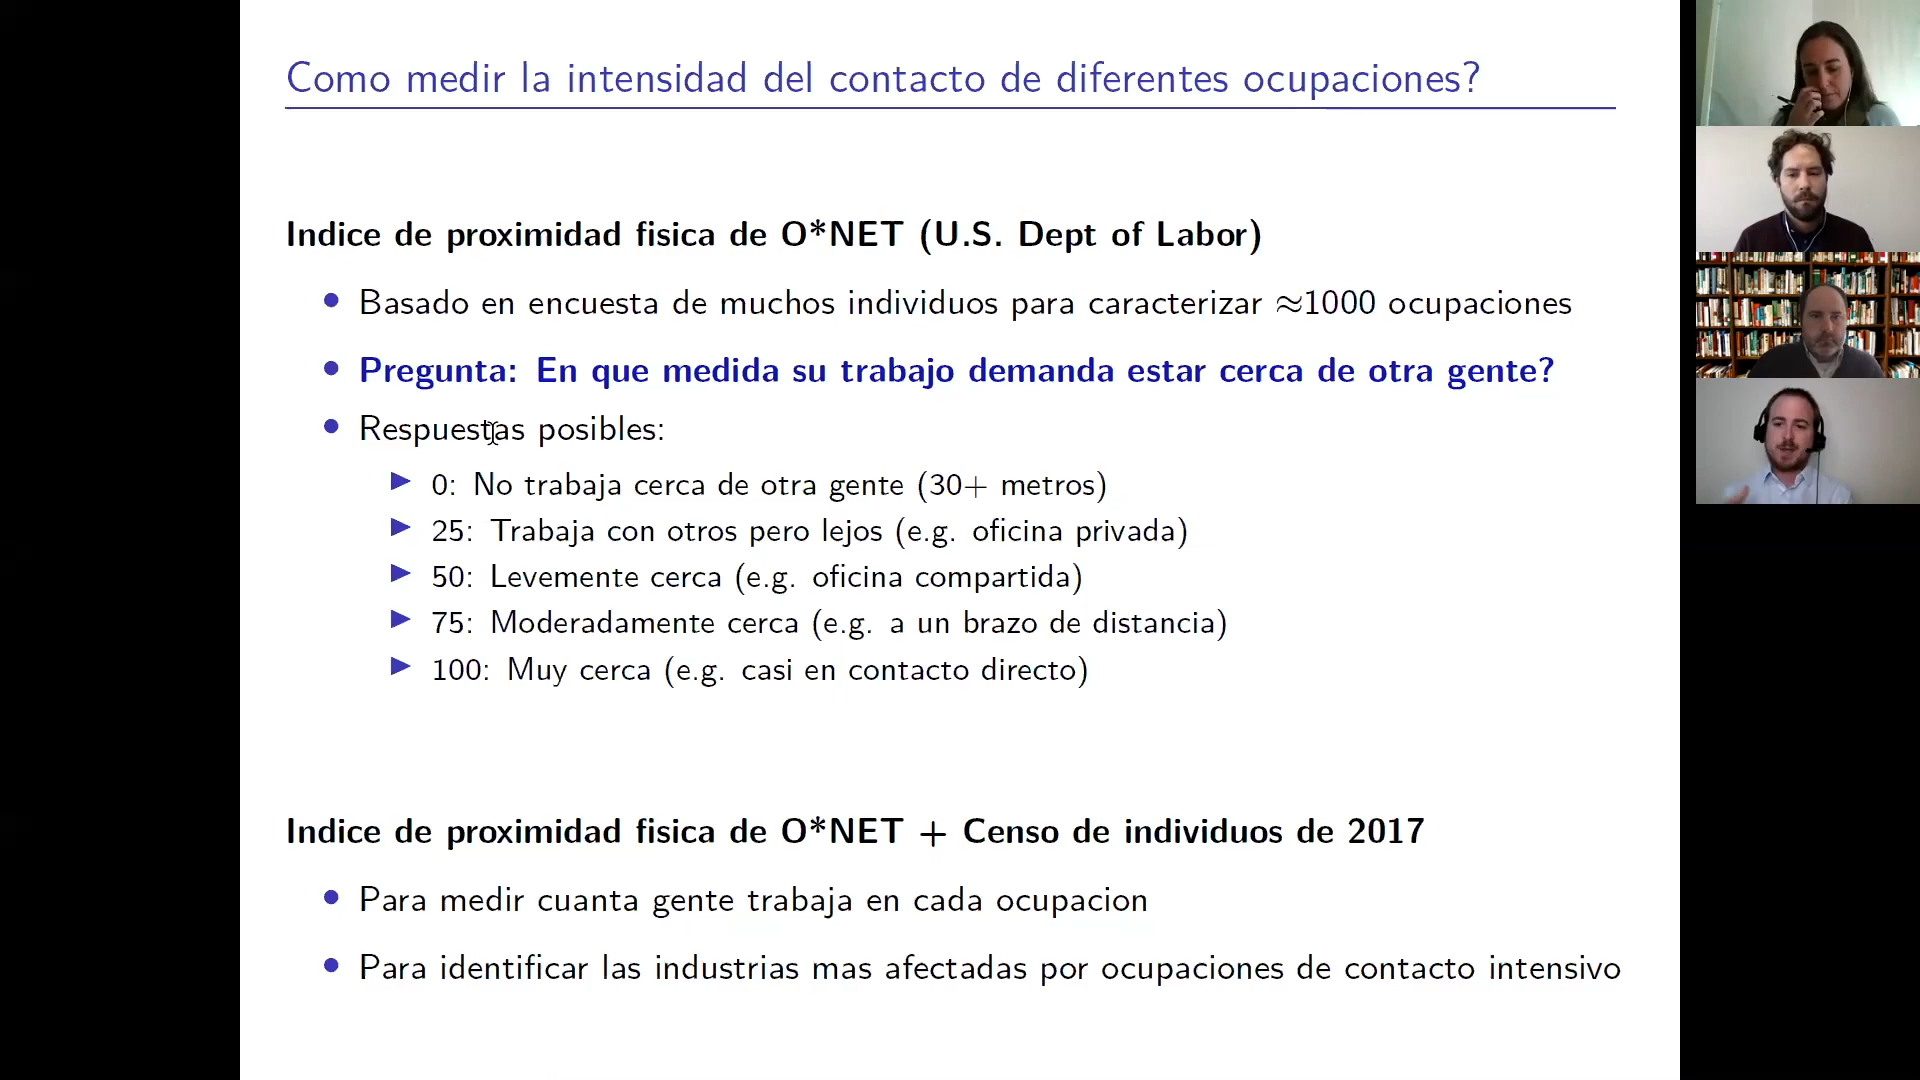 Como medir la intensidad del contacto de diferentes ocupaciones?
Indice de proximidad fisica de O*NET (U.S. Dept of Labor)
Basado en encuesta de muchos individuos para caracterizar ≈1000 ocupaciones
Pregunta: En que medida su trabajo demanda estar cerca de otra gente?
Respuestas posibles:
0: No trabaja cerca de otra gente (30+ metros)
25: Trabaja con otros pero lejos (e.g. oficina privada)
50: Levemente cerca (e.g. oficina compartida)
75: Moderadamente cerca (e.g. a un brazo de distancia)
100: Muy cerca (e.g. casi en contacto directo)
Indice de proximidad fisica de O*NET + Censo de individuos de 2017
Para medir cuanta gente trabaja en cada ocupacion
Para identificar las industrias mas afectadas por ocupaciones de contacto intensivo